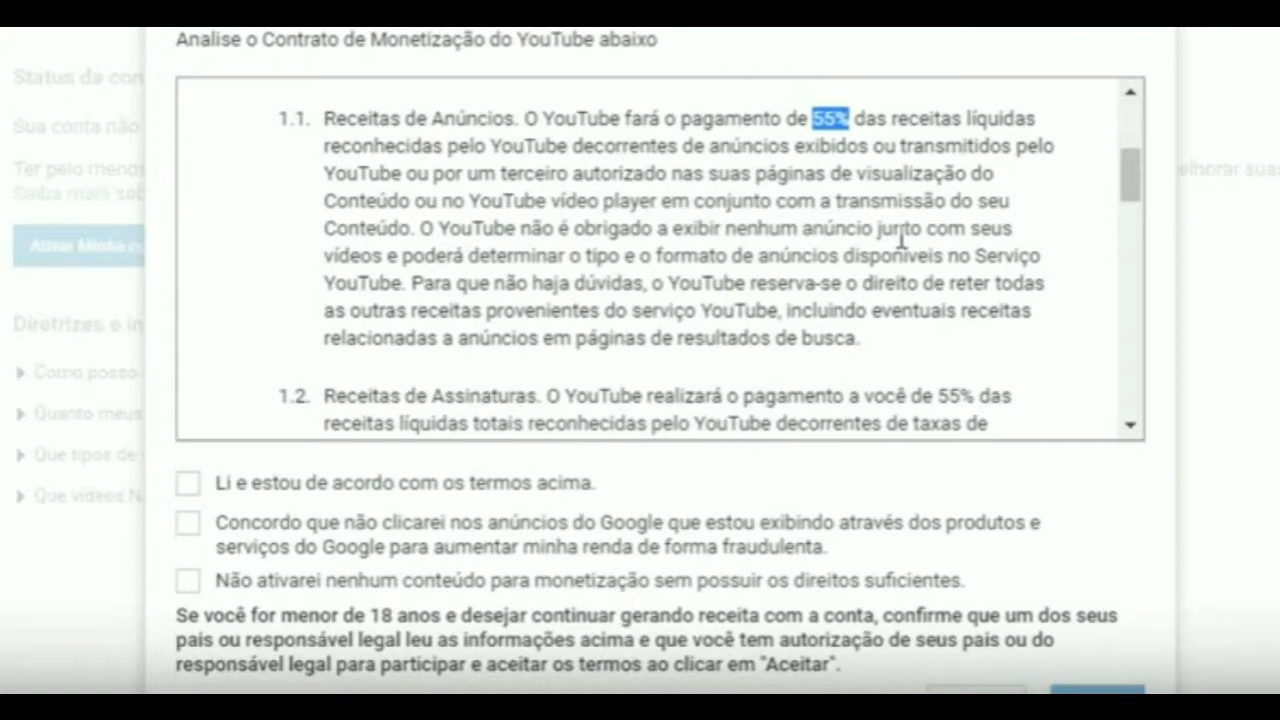 Analise o Contrato de Monetização do YouTube abaixo
Status da con
Sua conta não
Ter pelo menos
Saiba mais sob
elhorar suas
Ativar Minha co
Diretrizes e in
Como posso
Quanto meus
Que tipos de
Que vídeos N
1.1. Receitas de Anúncios. O YouTube fará o pagamento de 55% das receitas líquidas
reconhecidas pelo YouTube decorrentes de anúncios exibidos ou transmitidos pelo
YouTube ou por um terceiro autorizado nas suas páginas de visualização do
Conteúdo ou no YouTube vídeo player em conjunto com a transmissão do seu
Conteúdo. O YouTube não é obrigado a exibir nenhum anúncio junto com seus
vídeos e poderá determinar o tipo e o formato de anúncios disponíveis no Serviço
YouTube. Para que não haja dúvidas, o YouTube reserva-se o direito de reter todas
as outras receitas provenientes do serviço YouTube, incluindo eventuais receitas
relacionadas a anúncios em páginas de resultados de busca.
1.2. Receitas de Assinaturas. O YouTube realizará o pagamento a você de 55% das
receitas líquidas totais reconhecidas pelo YouTube decorrentes de taxas de
Li e estou de acordo com os termos acima.
Concordo que não clicarei nos anúncios do Google que estou exibindo através dos produtos e
serviços do Google para aumentar minha renda de forma fraudulenta.
Não ativarei nenhum conteúdo para monetização sem possuir os direitos suficientes.
Se você for menor de 18 anos e desejar continuar gerando receita com a conta, confirme que um dos seus
pais ou responsável legal leu as informações acima e que você tem autorização de seus pais ou do
responsável legal para participar e aceitar os termos ao clicar em "Aceitar".